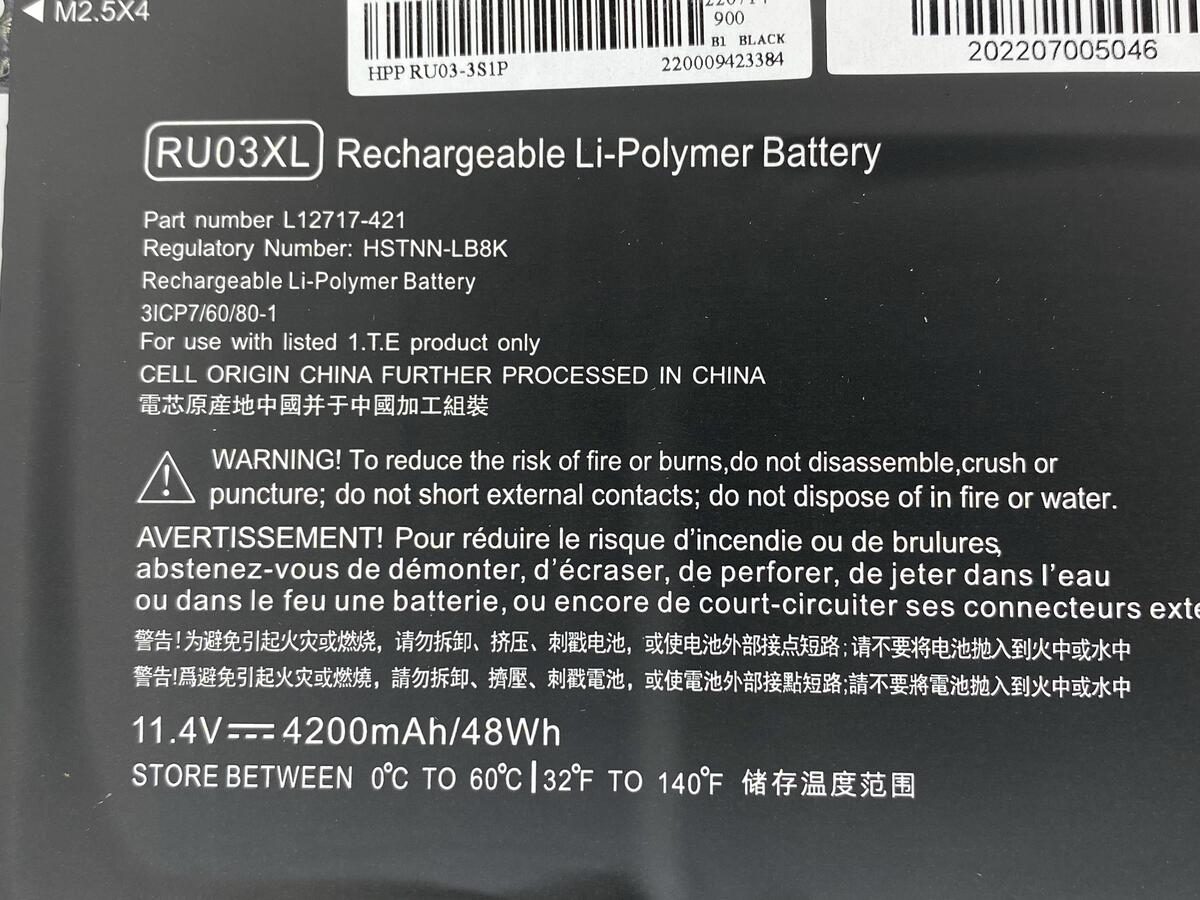 M2.5X4
900
B1 BLACK
HPP RU03-3S1P
220009423384
202207005046
RU03XL Rechargeable Li-Polymer Battery
Part number L12717-421
Regulatory Number: HSTNN-LB8K
Rechargeable Li-Polymer Battery
3ICP7/60/80-1
For use with listed 1.T.E product only
CELL ORIGIN CHINA FURTHER PROCESSED IN CHINA
電芯原産地中國并于中國加工組裝
WARNING! To reduce the risk of fire or burns,do not disassemble,crush or
puncture; do not short external contacts; do not dispose of in fire or water.
AVERTISSEMENT! Pour réduire le risque d'incendie ou de brulures,
abstenez-vous de démonter, d'écraser, de perforer, de jeter dans l'eau
ou dans le feu une batterie, ou encore de court-circuiter ses connecteurs exte
警告!为避免引起火灾或燃烧，请勿拆卸、挤压、刺戳电池，或使电池外部接点短路;请不要将电池抛入到火中或水中
警告!爲避免引起火灾或燃燒，請勿拆卸、擠壓、刺戳電池，或使電池外部接點短路;請不要將電池抛入到火中或水中
11.4V⎓4200mAh/48Wh
STORE BETWEEN 0℃ TO 60℃|32℉ TO 140℉ 储存温度范围